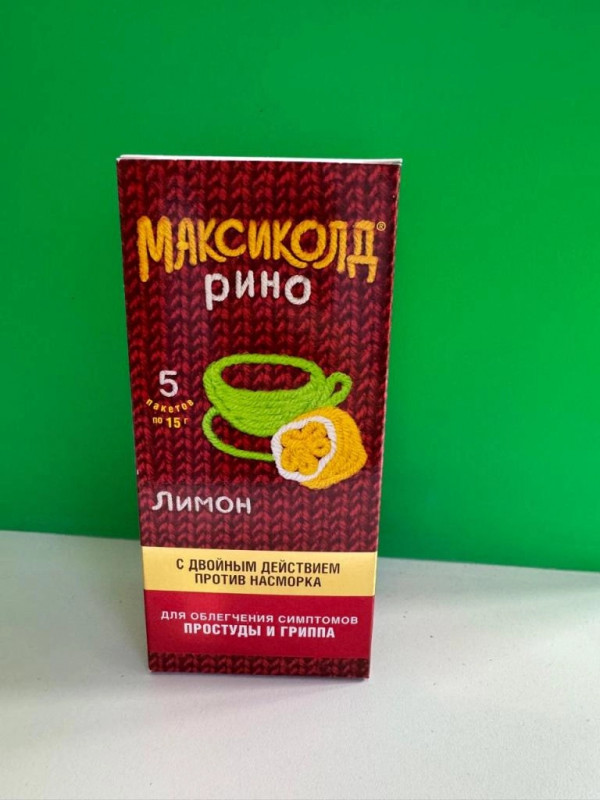 МАКСИКОЛД®
РИНО
5
пакетов
по 15 г
Лимон
С ДВОЙНЫМ ДЕЙСТВИЕМ
ПРОТИВ НАСМОРКА
ДЛЯ ОБЛЕГЧЕНИЯ СИМПТОМОВ
ПРОСТУДЫ И ГРИППА